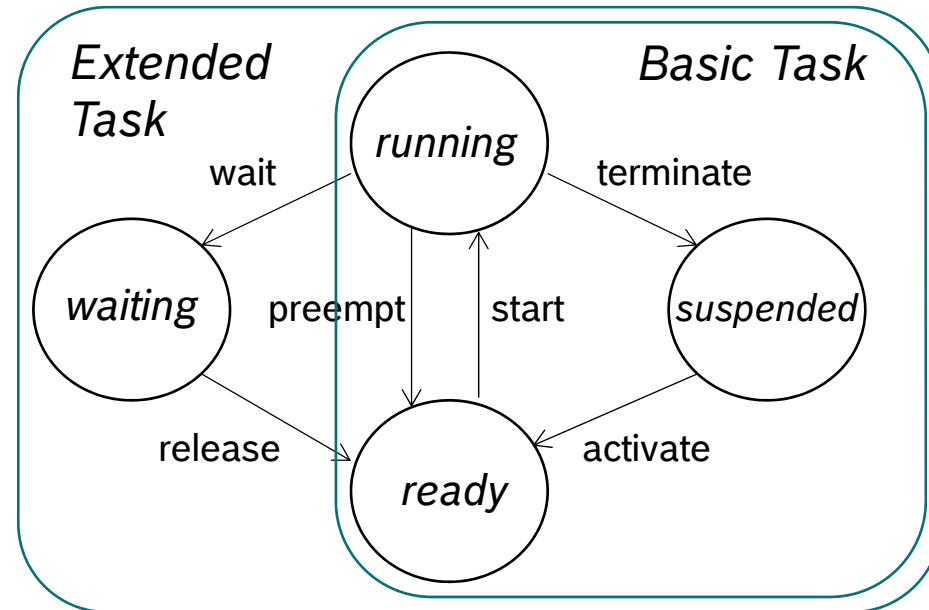 Extended
Task
Basic Task
running
wait
terminate
waiting
preempt
start
suspended
release
activate
ready